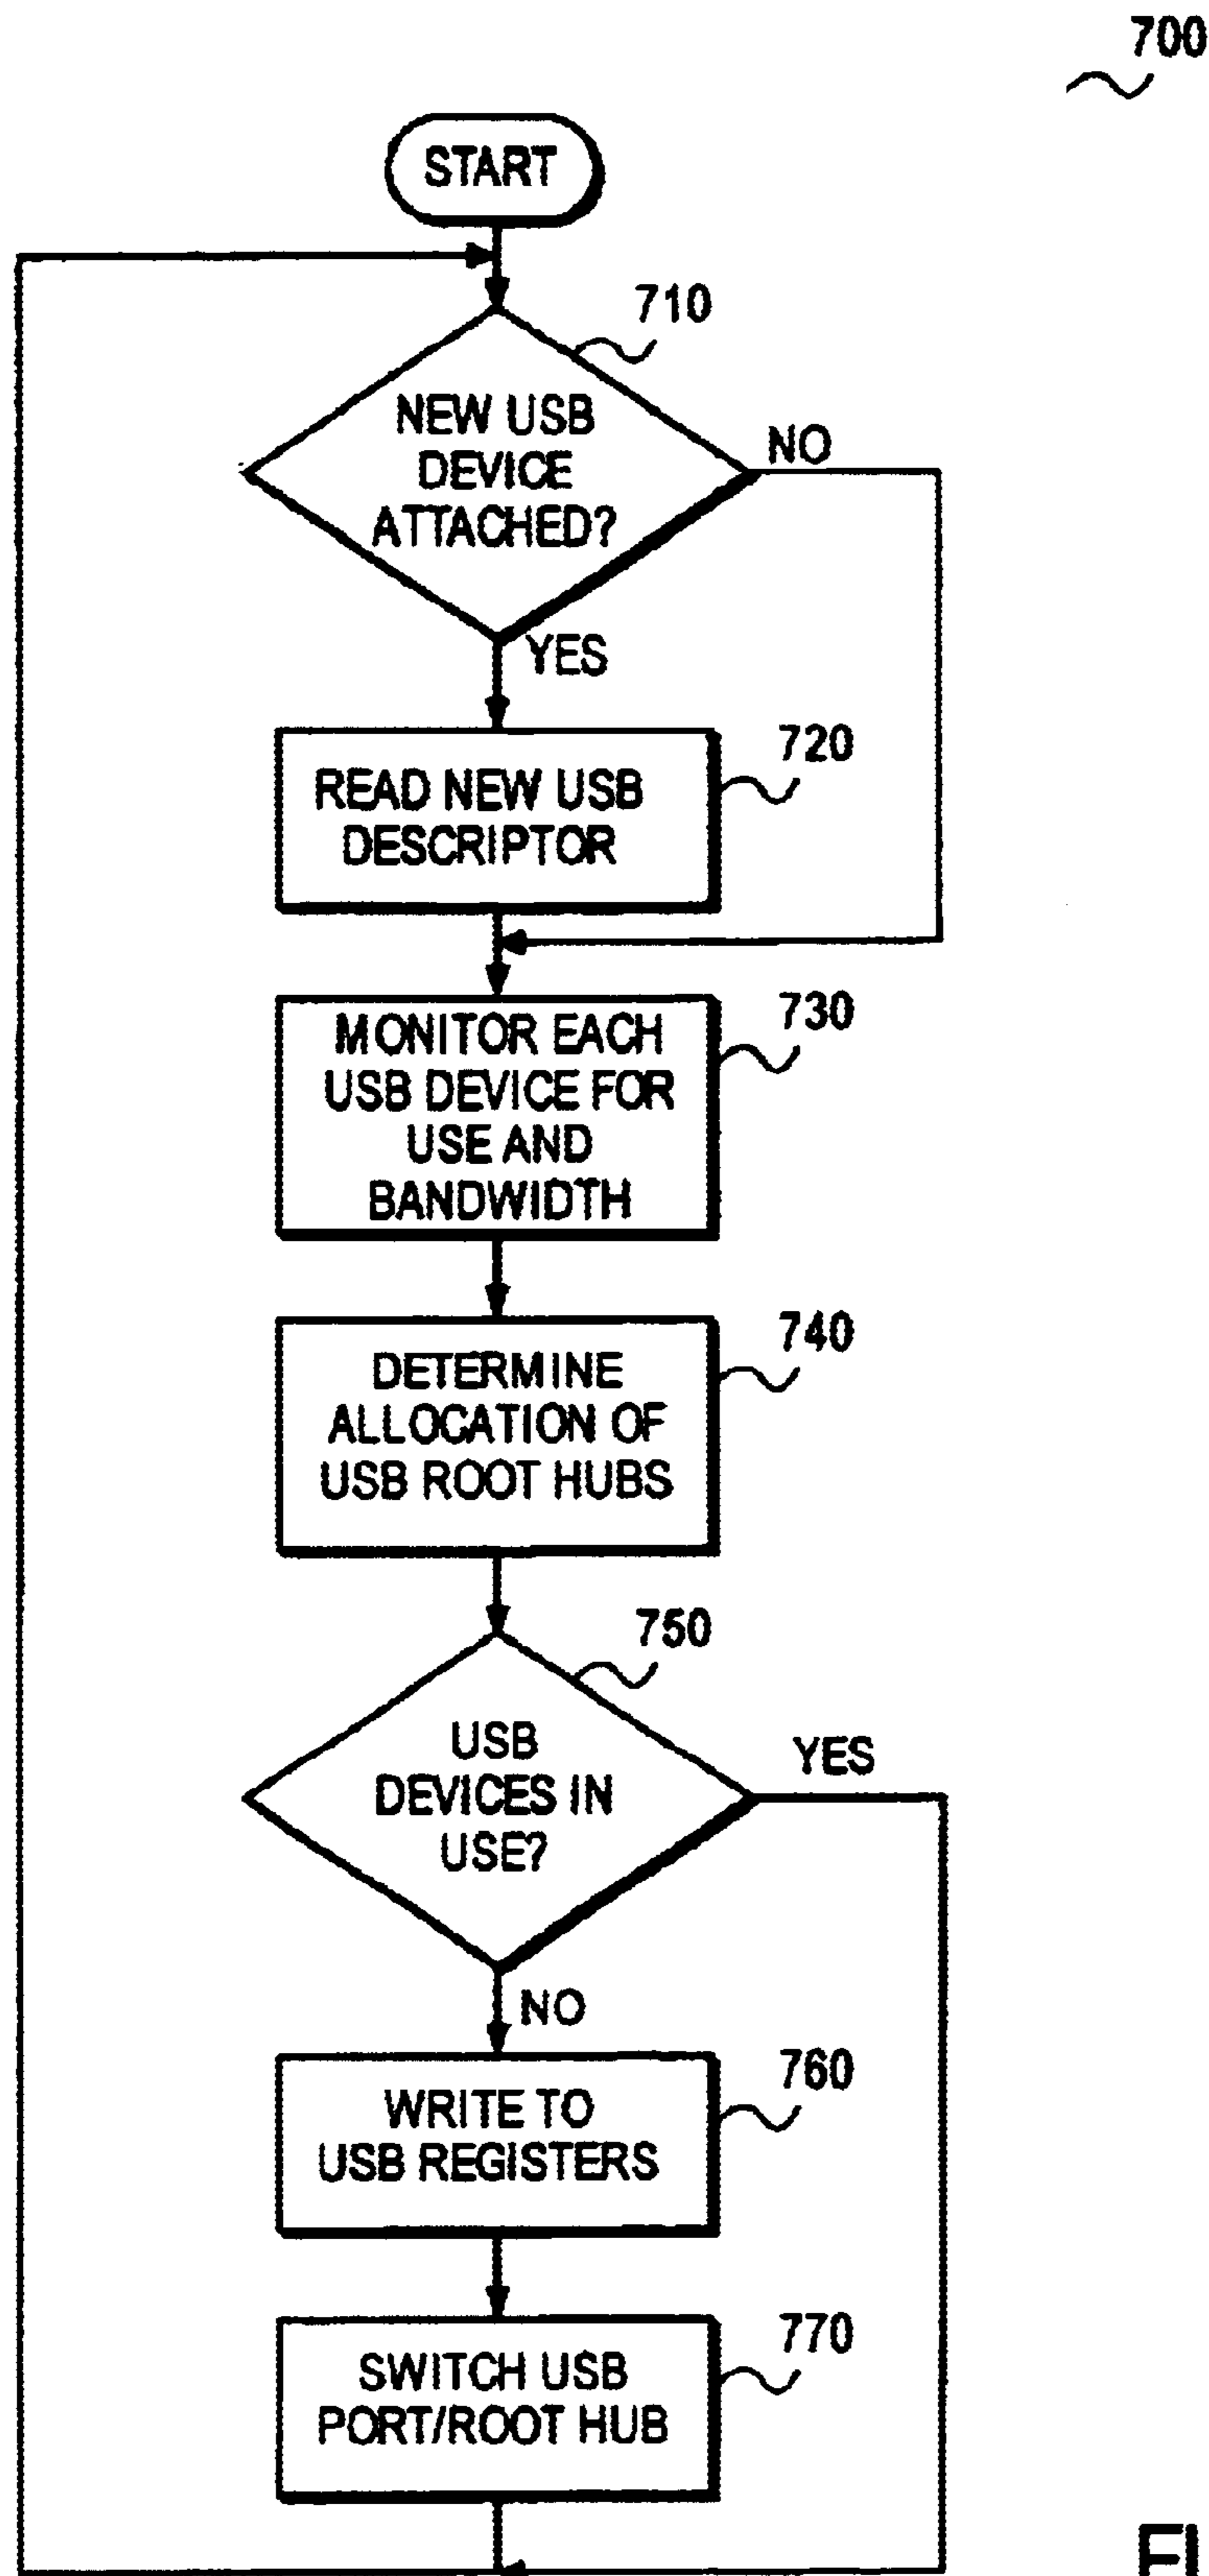 700
START
710
NEW USB
DEVICE
ATTACHED?
NO
YES
720
READ NEW USB
DESCRIPTOR
730
MONITOR EACH
USB DEVICE FOR
USE AND
BANDWIDTH
740
DETERMINE
ALLOCATION OF
USB ROOT HUBS
750
USB
DEVICES IN
USE?
YES
NO
760
WRITE TO
USB REGISTERS
770
SWITCH USB
PORT/ROOT HUB